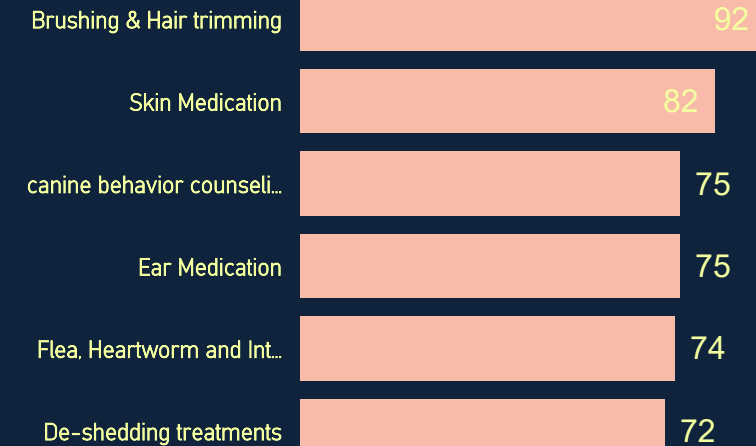 Brushing & Hair trimming 92
Skin Medication 82
canine behavior counseli... 75
Ear Medication 75
Flea, Heartworm and Int... 74
De-shedding treatments 72